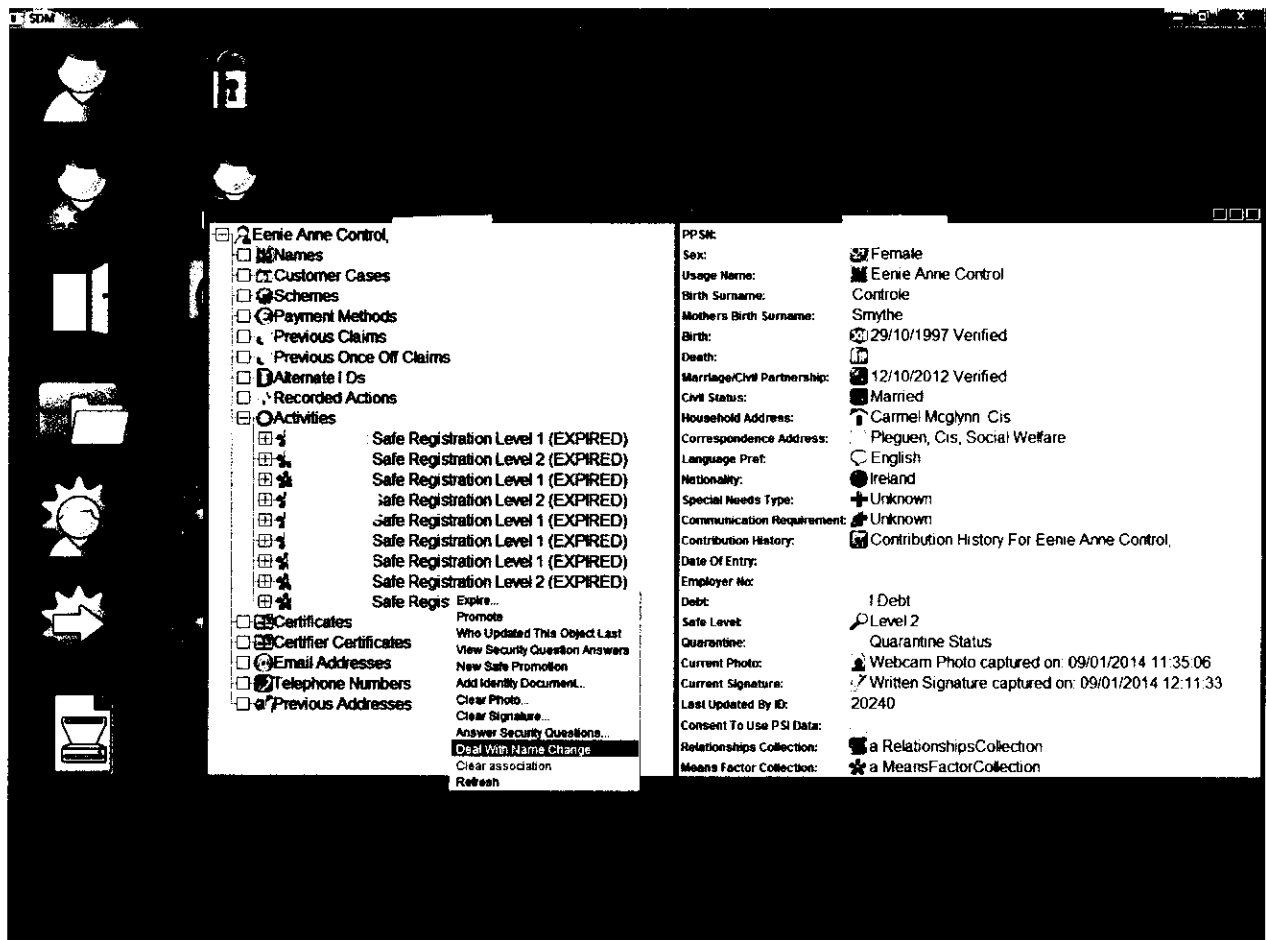 SDM
Eenie Anne Control,
Names
Customer Cases
Schemes
Payment Methods
Previous Claims
Previous Once Off Claims
Alternate I Ds
Recorded Actions
Activities
Safe Registration Level 1 (EXPIRED)
Safe Registration Level 2 (EXPIRED)
Safe Registration Level 1 (EXPIRED)
Safe Registration Level 2 (EXPIRED)
Safe Registration Level 1 (EXPIRED)
Safe Registration Level 1 (EXPIRED)
Safe Registration Level 1 (EXPIRED)
Safe Registration Level 2 (EXPIRED)
Safe Regis
Certificates
Certifier Certificates
Email Addresses
Telephone Numbers
Previous Addresses
Expire...
Promote
Who Updated This Object Last
View Security Question Answers
New Safe Promotion
Add Identity Document...
Clear Photo...
Clear Signature...
Answer Security Questions...
Deal With Name Change
Clear association
Refresh
PPSN:
Sex: Female
Usage Name: Eenie Anne Control
Birth Surname: Controle
Mothers Birth Surname: Smythe
Birth: 29/10/1997 Verified
Death:
Marriage/Civil Partnership: 12/10/2012 Verified
Civil Status: Married
Household Address: Carmel Mcglynn Cis
Correspondence Address: Pleguen, Cis, Social Welfare
Language Pref: English
Nationality: Ireland
Special Needs Type: Unknown
Communication Requirement: Unknown
Contribution History: Contribution History For Eenie Anne Control,
Date Of Entry:
Employer No:
Debt: Debt
Safe Level: Level 2
Quarantine: Quarantine Status
Current Photo: Webcam Photo captured on: 09/01/2014 11:35:06
Current Signature: Written Signature captured on: 09/01/2014 12:11:33
Last Updated By ID: 20240
Consent To Use PSI Data:
Relationships Collection: a RelationshipsCollection
Means Factor Collection: a MeansFactorCollection